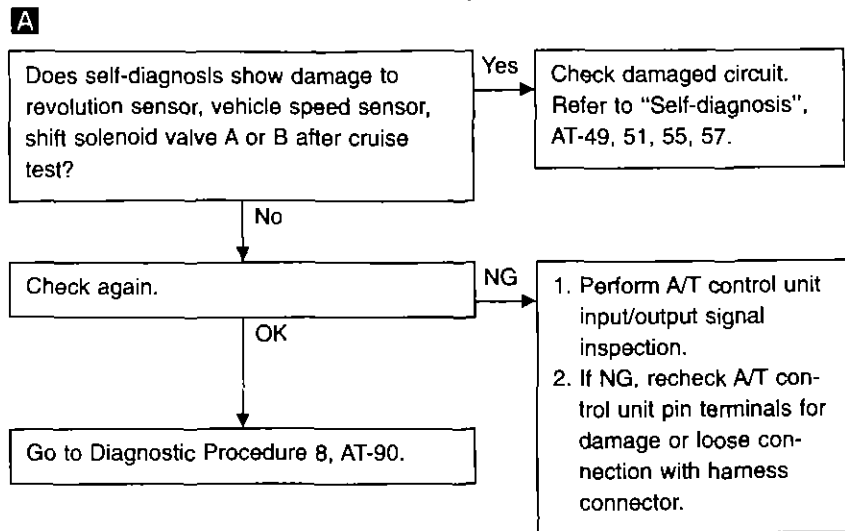 A
Does self-diagnosis show damage to
revolution sensor, vehicle speed sensor,
shift solenoid valve A or B after cruise
test?
Yes
Check damaged circuit.
Refer to "Self-diagnosis",
AT-49, 51, 55, 57.
No
Check again.
NG
1. Perform A/T control unit
input/output signal
inspection.
2. If NG, recheck A/T con-
trol unit pin terminals for
damage or loose con-
nection with harness
connector.
OK
Go to Diagnostic Procedure 8, AT-90.